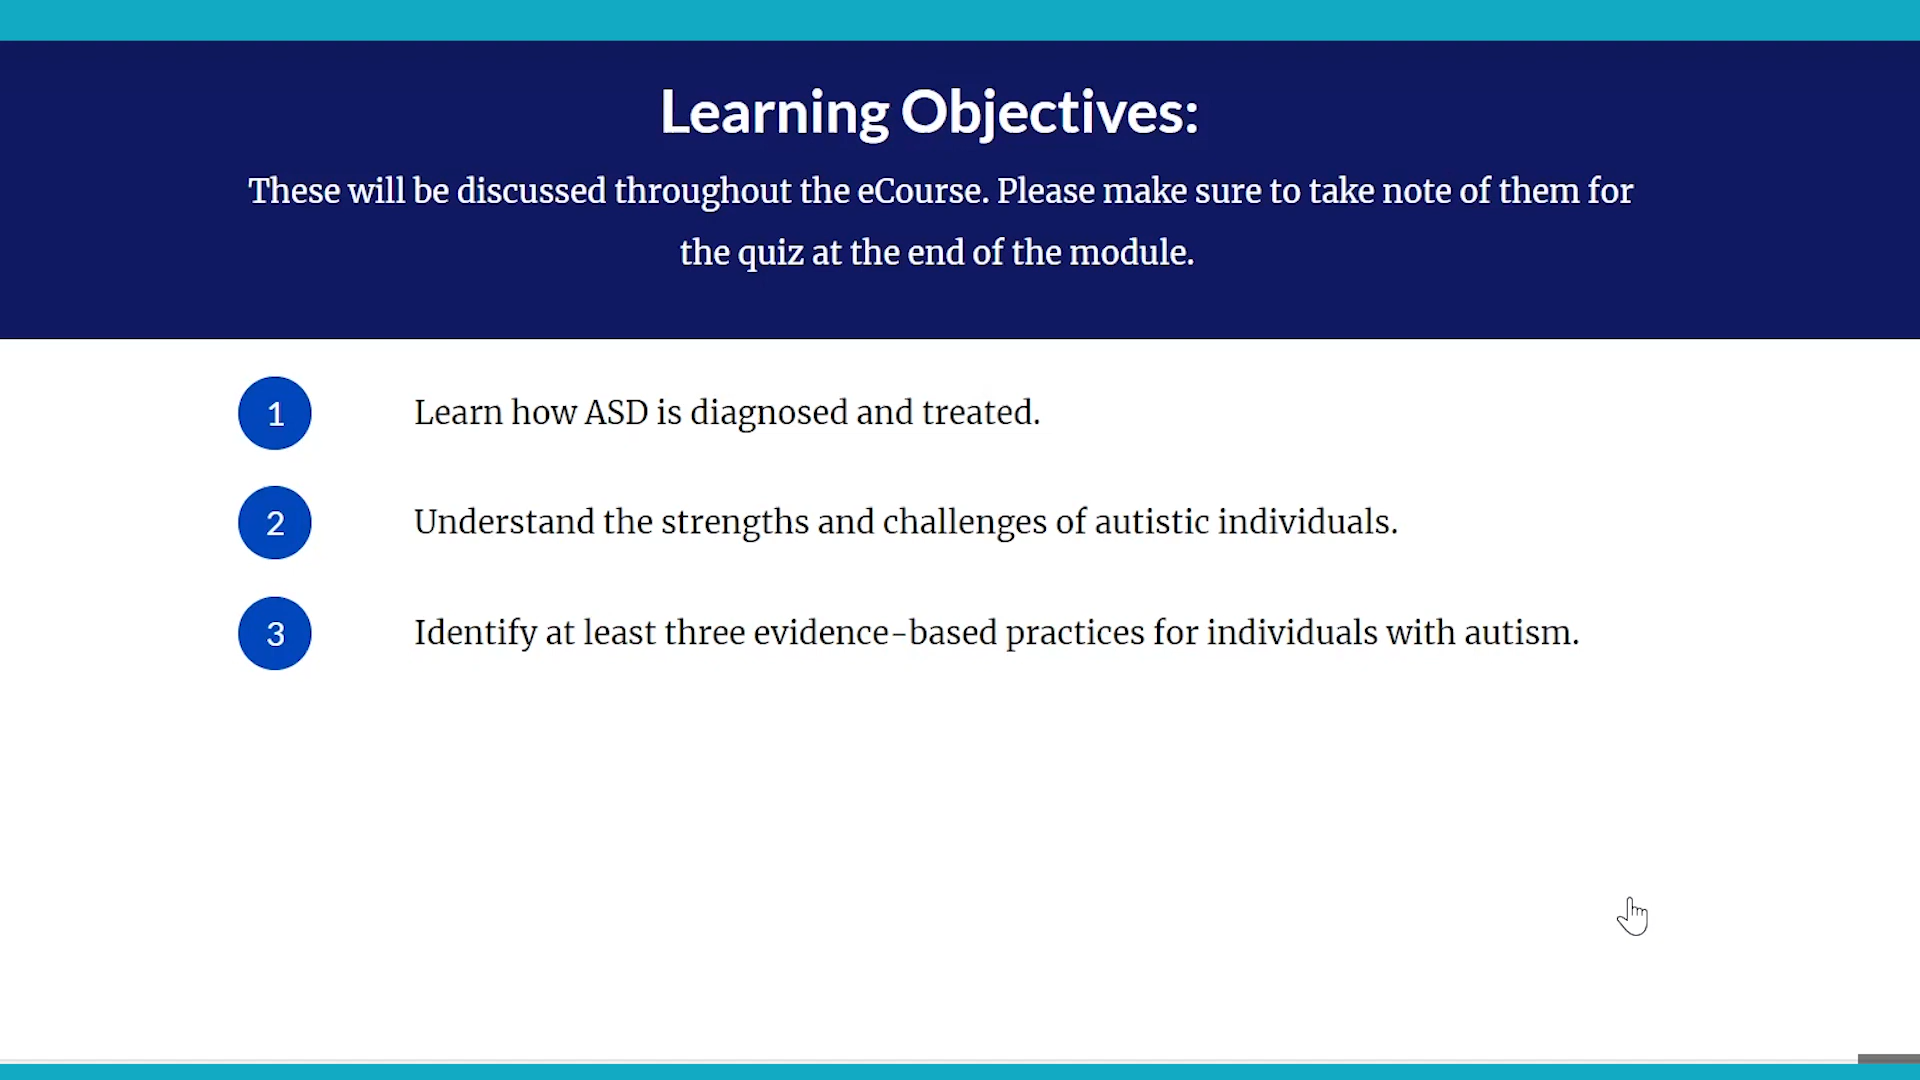 Learning Objectives:
These will be discussed throughout the eCourse. Please make sure to take note of them for
the quiz at the end of the module.
1 Learn how ASD is diagnosed and treated.
2 Understand the strengths and challenges of autistic individuals.
3 Identify at least three evidence-based practices for individuals with autism.